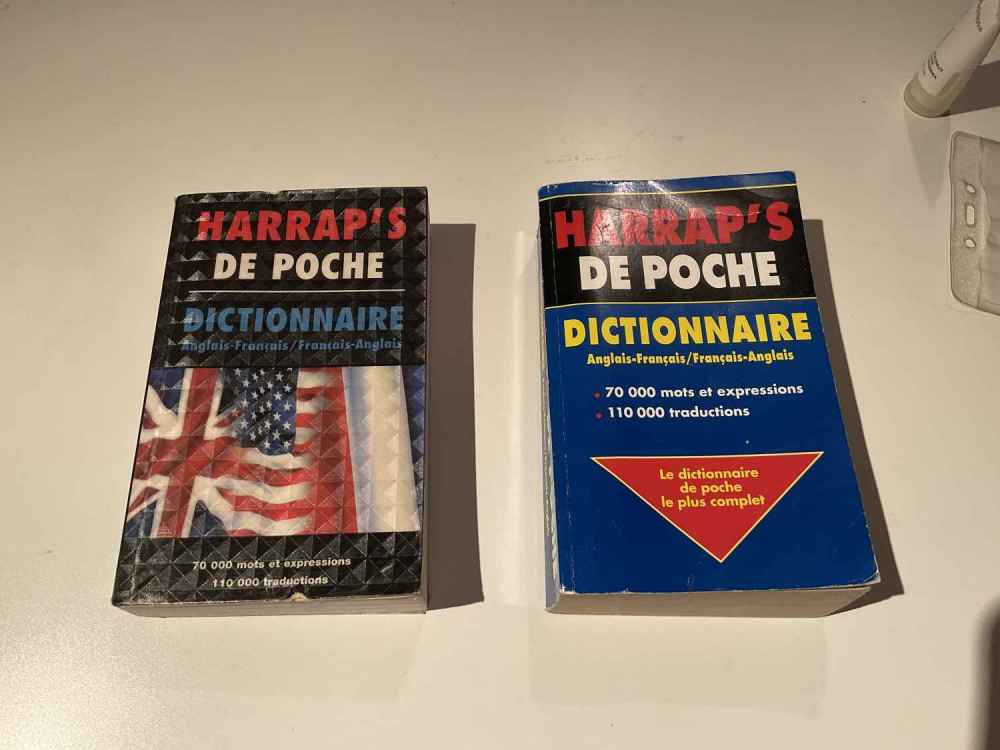 HARRAP'S
DE POCHE
DICTIONNAIRE
Anglais-Français/Français-Anglais
70 000 mots et expressions
110 000 traductions
HARRAP'S
DE POCHE
DICTIONNAIRE
Anglais-Français/Français-Anglais
• 70 000 mots et expressions
• 110 000 traductions
Le dictionnaire
de poche
le plus complet